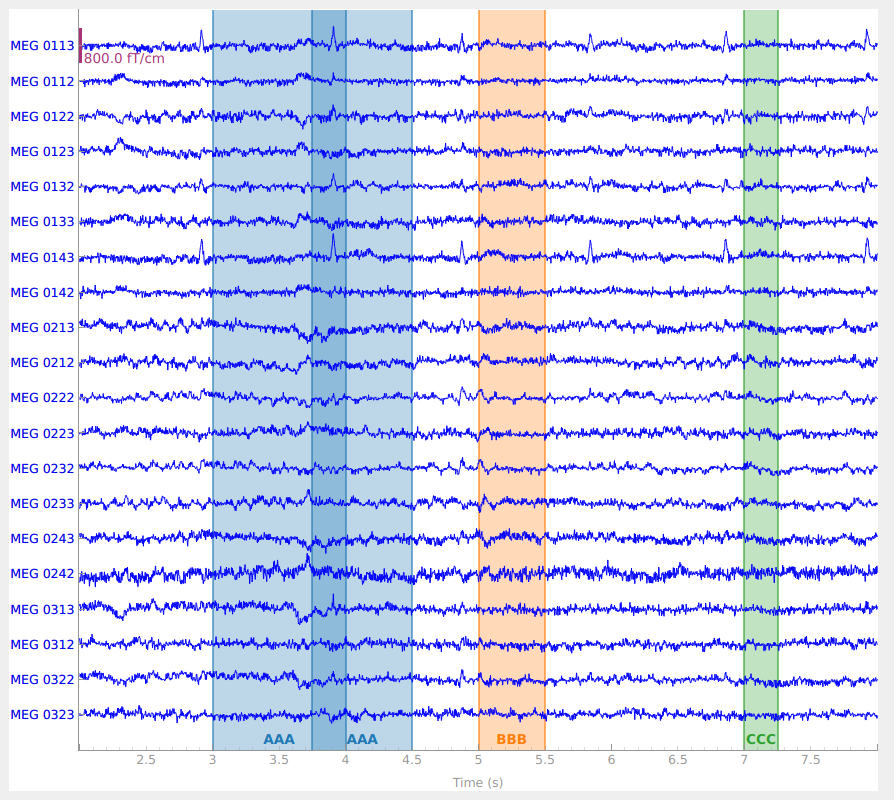 MEG 0113
800.0 fT/cm
MEG 0112
MEG 0122
MEG 0123
MEG 0132
MEG 0133
MEG 0143
MEG 0142
MEG 0213
MEG 0212
MEG 0222
MEG 0223
MEG 0232
MEG 0233
MEG 0243
MEG 0242
MEG 0313
MEG 0312
MEG 0322
MEG 0323
AAA AAA BBB CCC
2.5 3 3.5 4 4.5 5 5.5 6 6.5 7 7.5
Time (s)